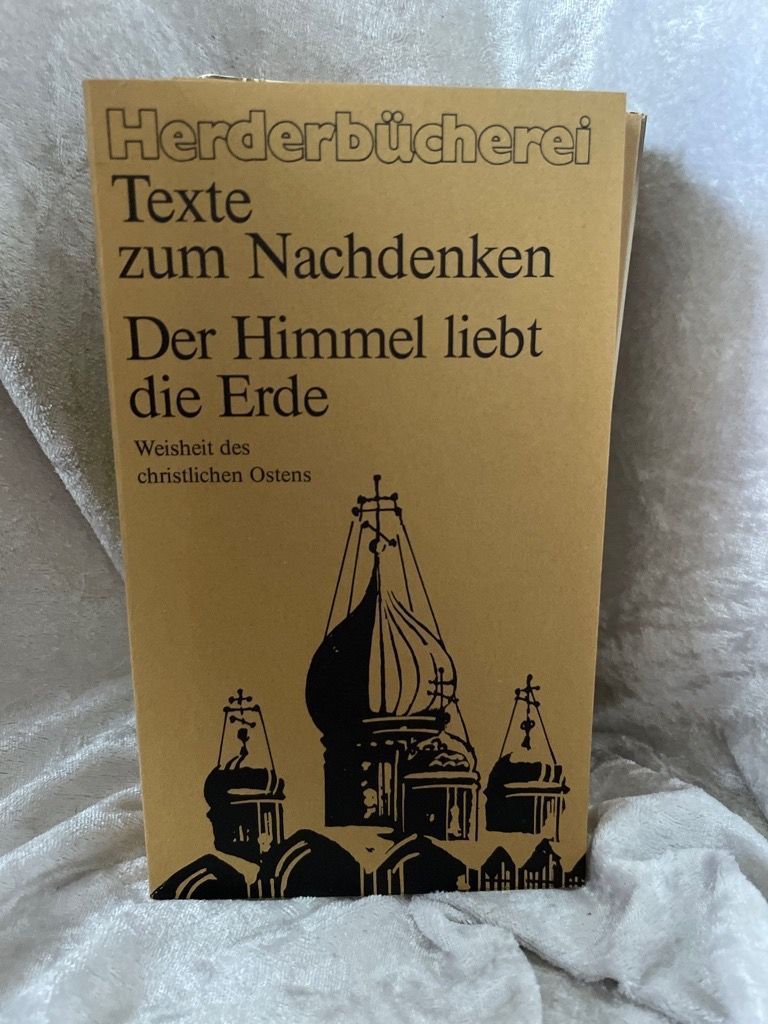 Herderbücherei
Texte
zum Nachdenken
Der Himmel liebt
die Erde
Weisheit des
christlichen Ostens